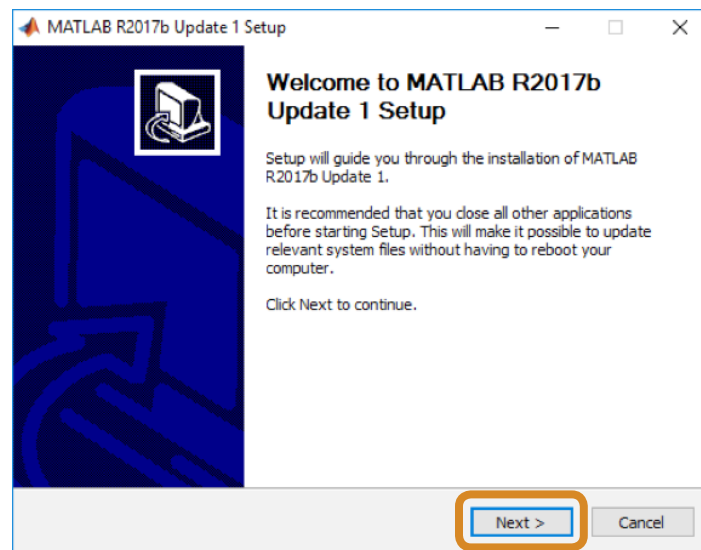 MATLAB R2017b Update 1 Setup
Welcome to MATLAB R2017b
Update 1 Setup
Setup will guide you through the installation of MATLAB
R2017b Update 1.
It is recommended that you close all other applications
before starting Setup. This will make it possible to update
relevant system files without having to reboot your
computer.
Click Next to continue.
Next >
Cancel